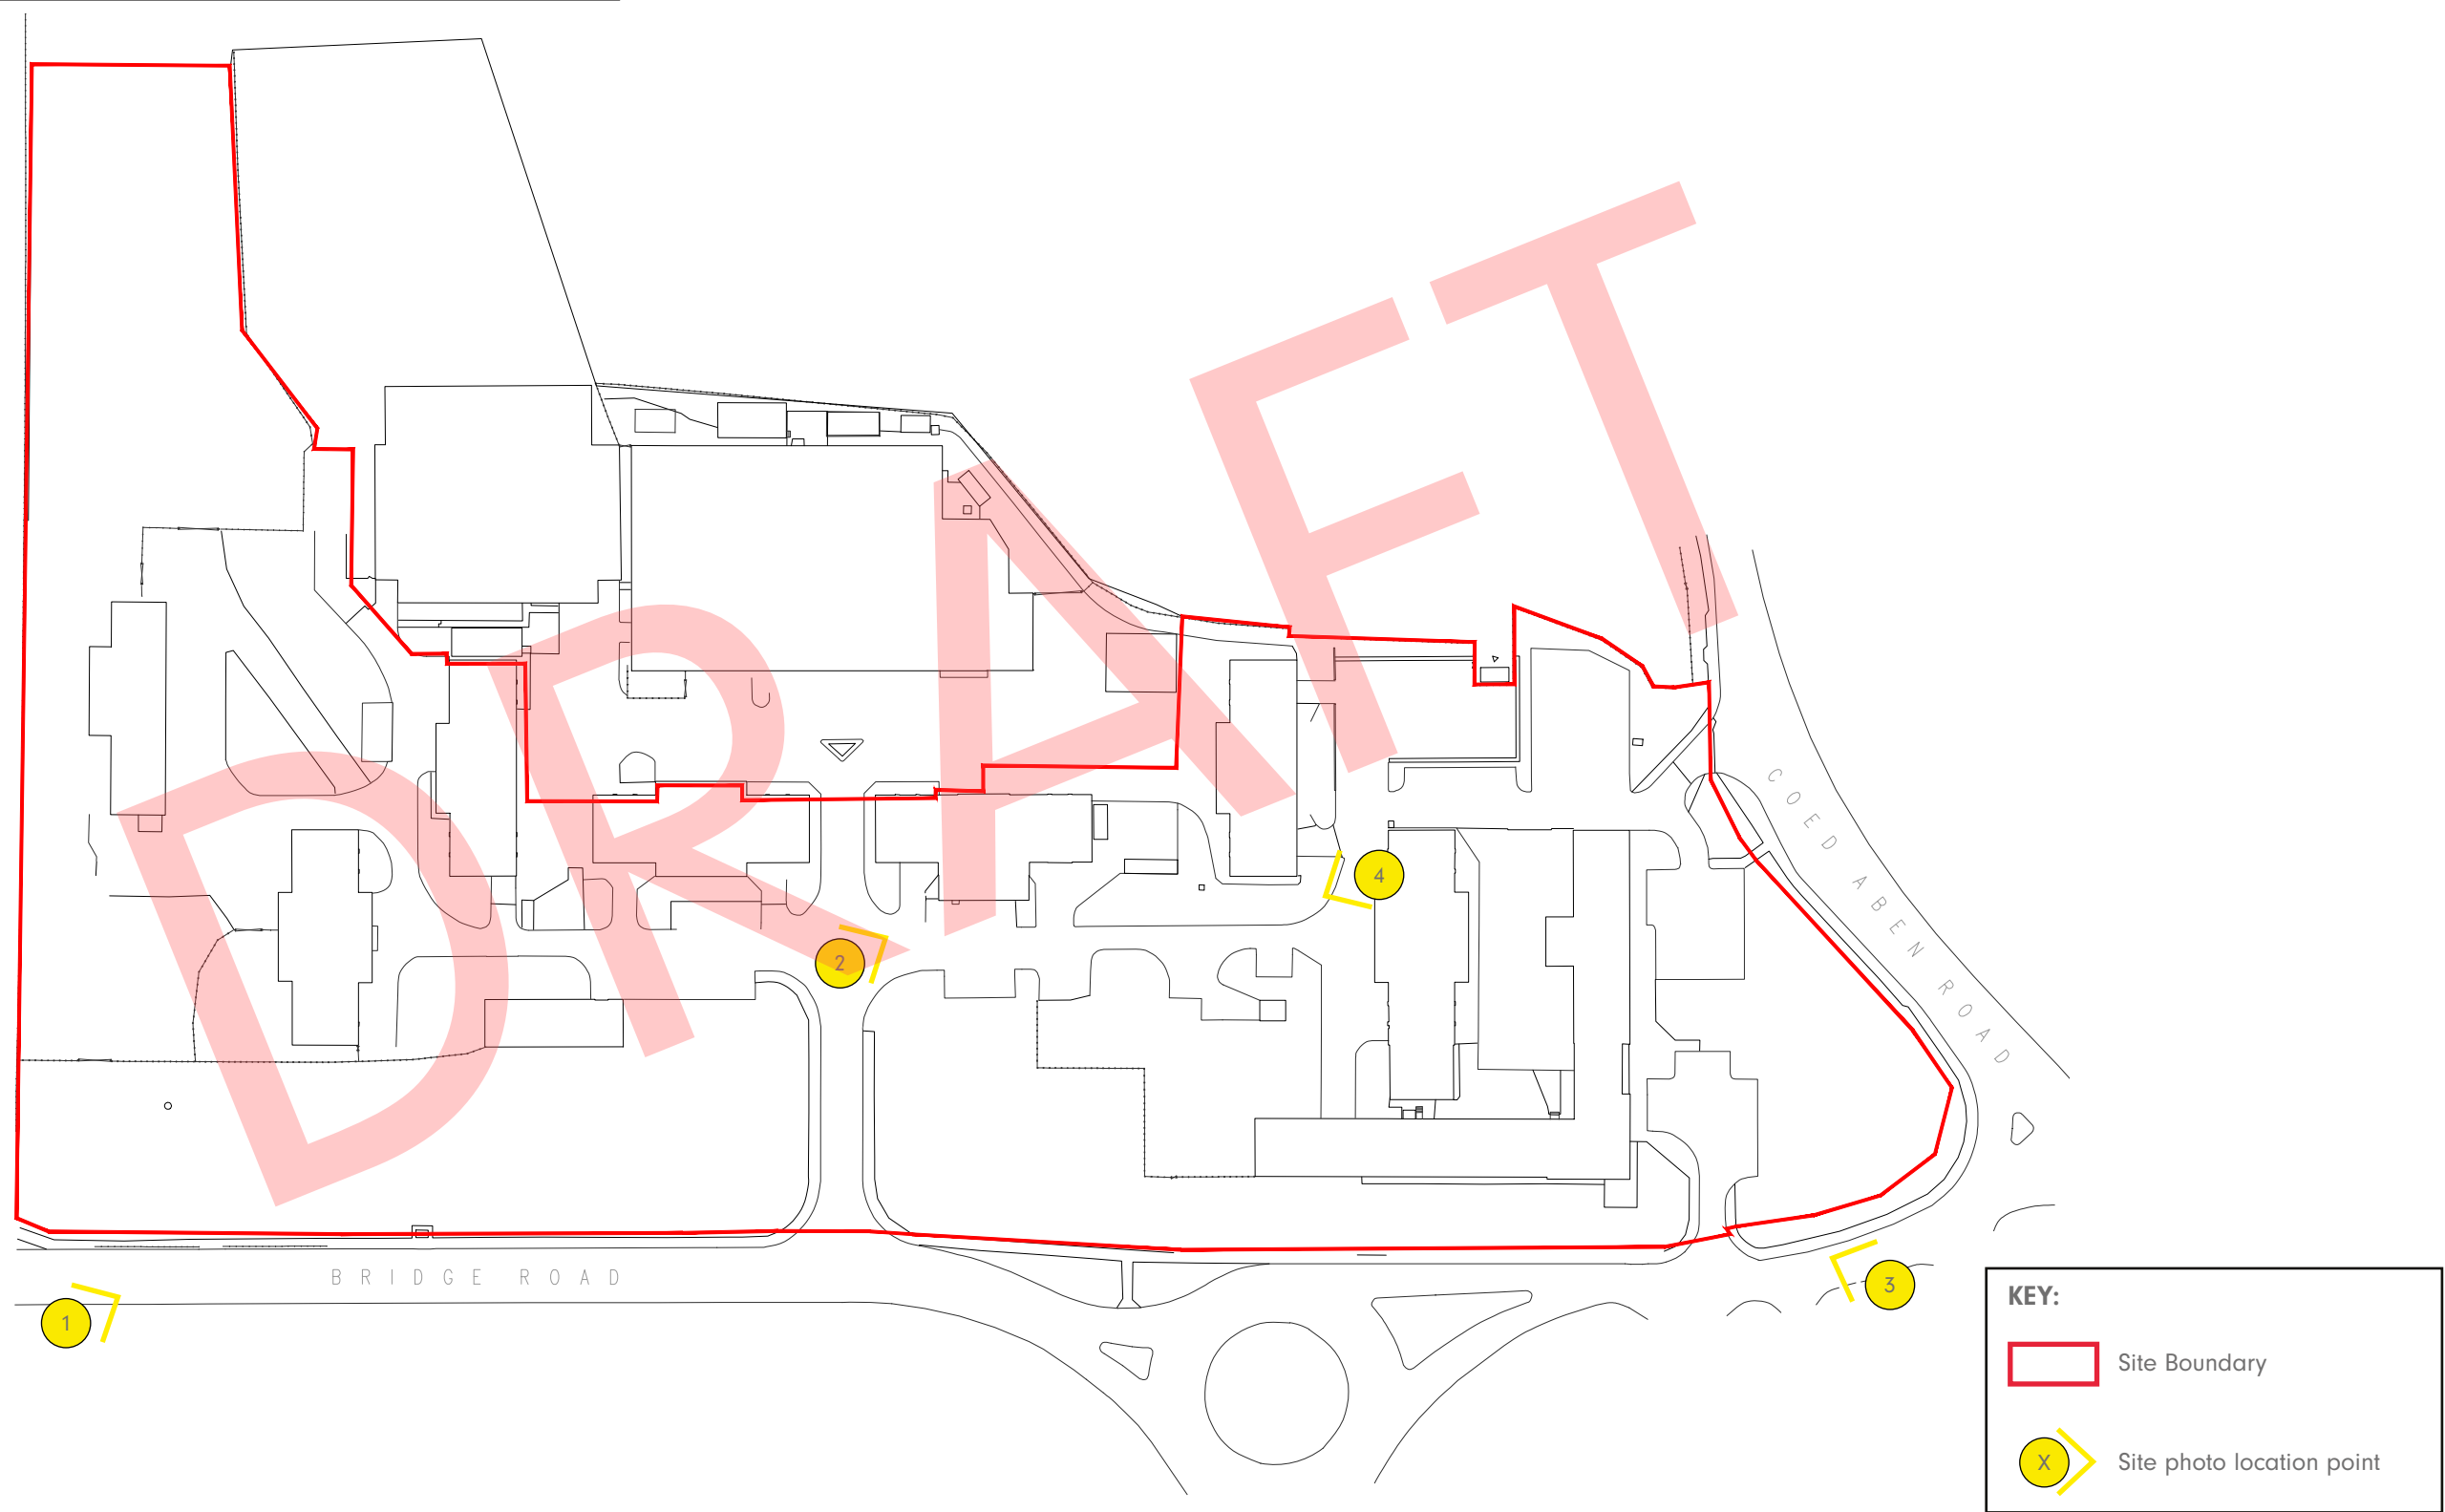 DRAFT
COED ABEN ROAD
4
2
BRIDGE ROAD
1
3
KEY:
Site Boundary
X
Site photo location point